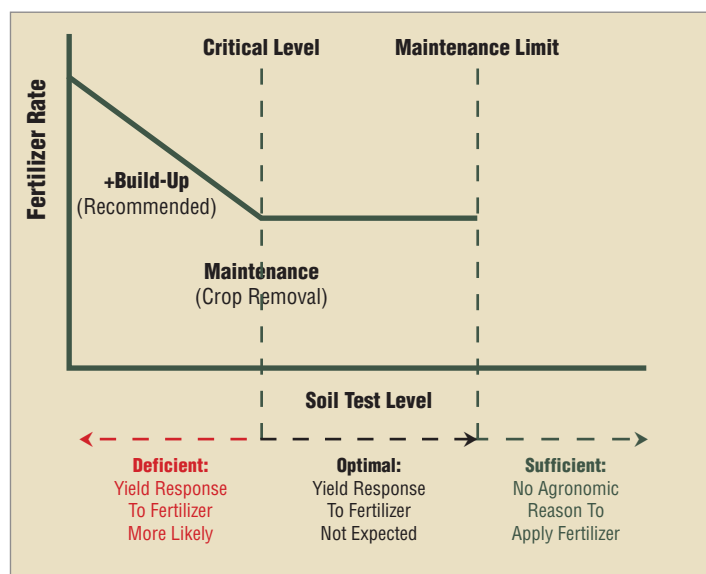 Critical Level
Maintenance Limit
Fertilizer Rate
+Build-Up
(Recommended)
Maintenance
(Crop Removal)
Soil Test Level
Deficient:
Yield Response
To Fertilizer
More Likely
Optimal:
Yield Response
To Fertilizer
Not Expected
Sufficient:
No Agronomic
Reason To
Apply Fertilizer